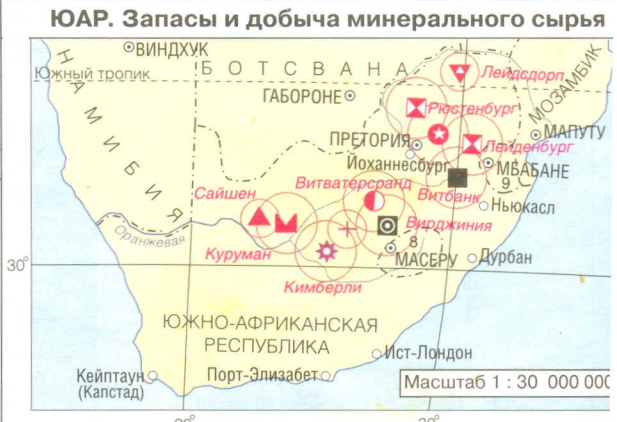 ЮАР. Запасы и добыча минерального сырья
ВИНДХУК
БОТСВАНА
Южный тропик
Лейдсдорп
НАМИБИЯ
ГАБОРОНЕ
Рюстенбург
МОЗАМБИК
ПРЕТОРИЯ
МАПУТУ
Лейденбург
Йоханнесбург
МБАБАНЕ
9
Сайшен
Витватерсранд
Витбанк
Ньюкасл
Оранжевая
Вирджиния
Куруман
8
МАСЕРУ
Дурбан
30°
Кимберли
ЮЖНО-АФРИКАНСКАЯ
РЕСПУБЛИКА
Ист-Лондон
Кейптаун
(Капстад)
Порт-Элизабет
Масштаб 1 : 30 000 000